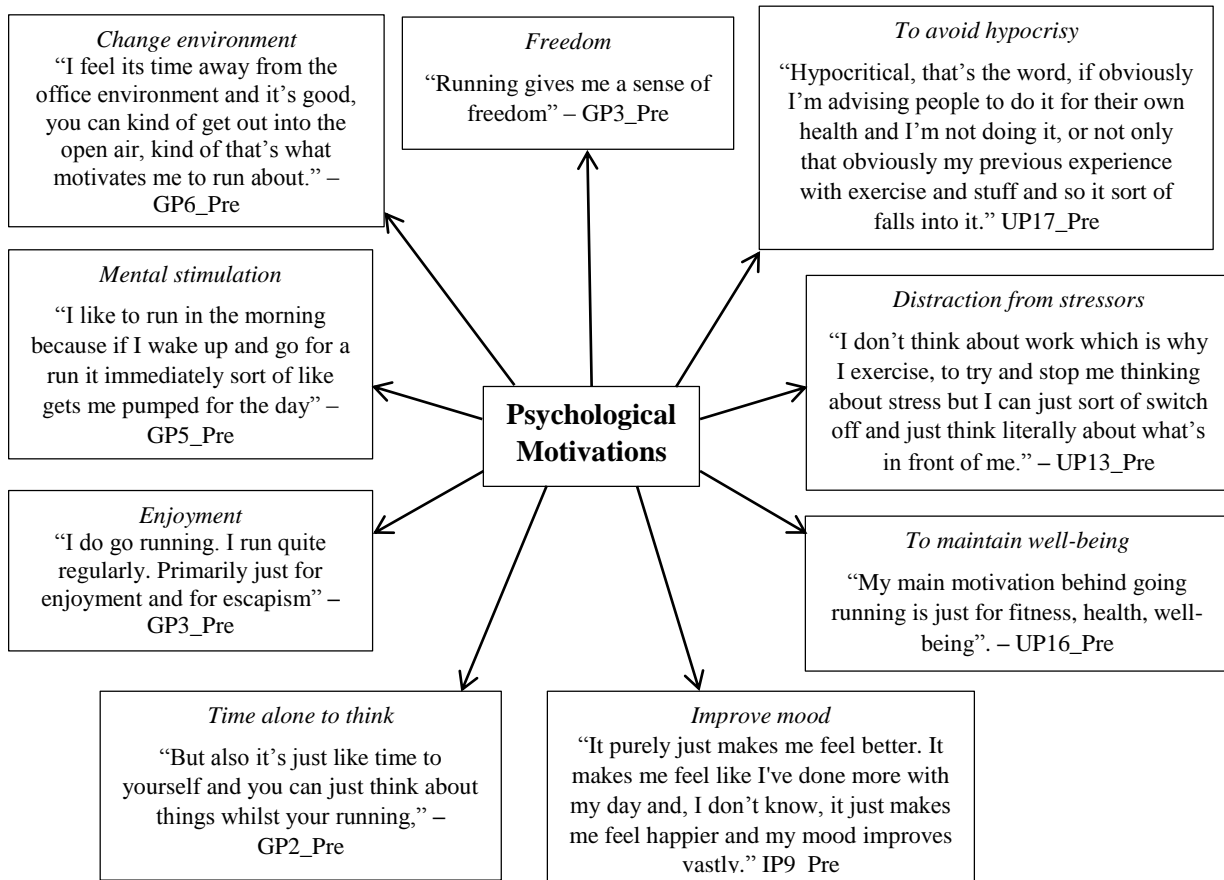 Change environment
“I feel its time away from the
office environment and it’s good,
you can kind of get out into the
open air, kind of that’s what
motivates me to run about.” –
GP6_Pre
Freedom
“Running gives me a sense of
freedom” – GP3_Pre
To avoid hypocrisy
“Hypocritical, that’s the word, if obviously
I’m advising people to do it for their own
health and I’m not doing it, or not only
that obviously my previous experience
with exercise and stuff and so it sort of
falls into it.” UP17_Pre
Mental stimulation
“I like to run in the morning
because if I wake up and go for a
run it immediately sort of like
gets me pumped for the day” –
GP5_Pre
Distraction from stressors
“I don’t think about work which is why
I exercise, to try and stop me thinking
about stress but I can just sort of switch
off and just think literally about what’s
in front of me.” – UP13_Pre
Psychological
Motivations
Enjoyment
“I do go running. I run quite
regularly. Primarily just for
enjoyment and for escapism” –
GP3_Pre
To maintain well-being
“My main motivation behind going
running is just for fitness, health, well-
being”. – UP16_Pre
Time alone to think
“But also it’s just like time to
yourself and you can just think about
things whilst your running,” –
GP2_Pre
Improve mood
“It purely just makes me feel better. It
makes me feel like I've done more with
my day and, I don’t know, it just makes
me feel happier and my mood improves
vastly.” IP9_Pre